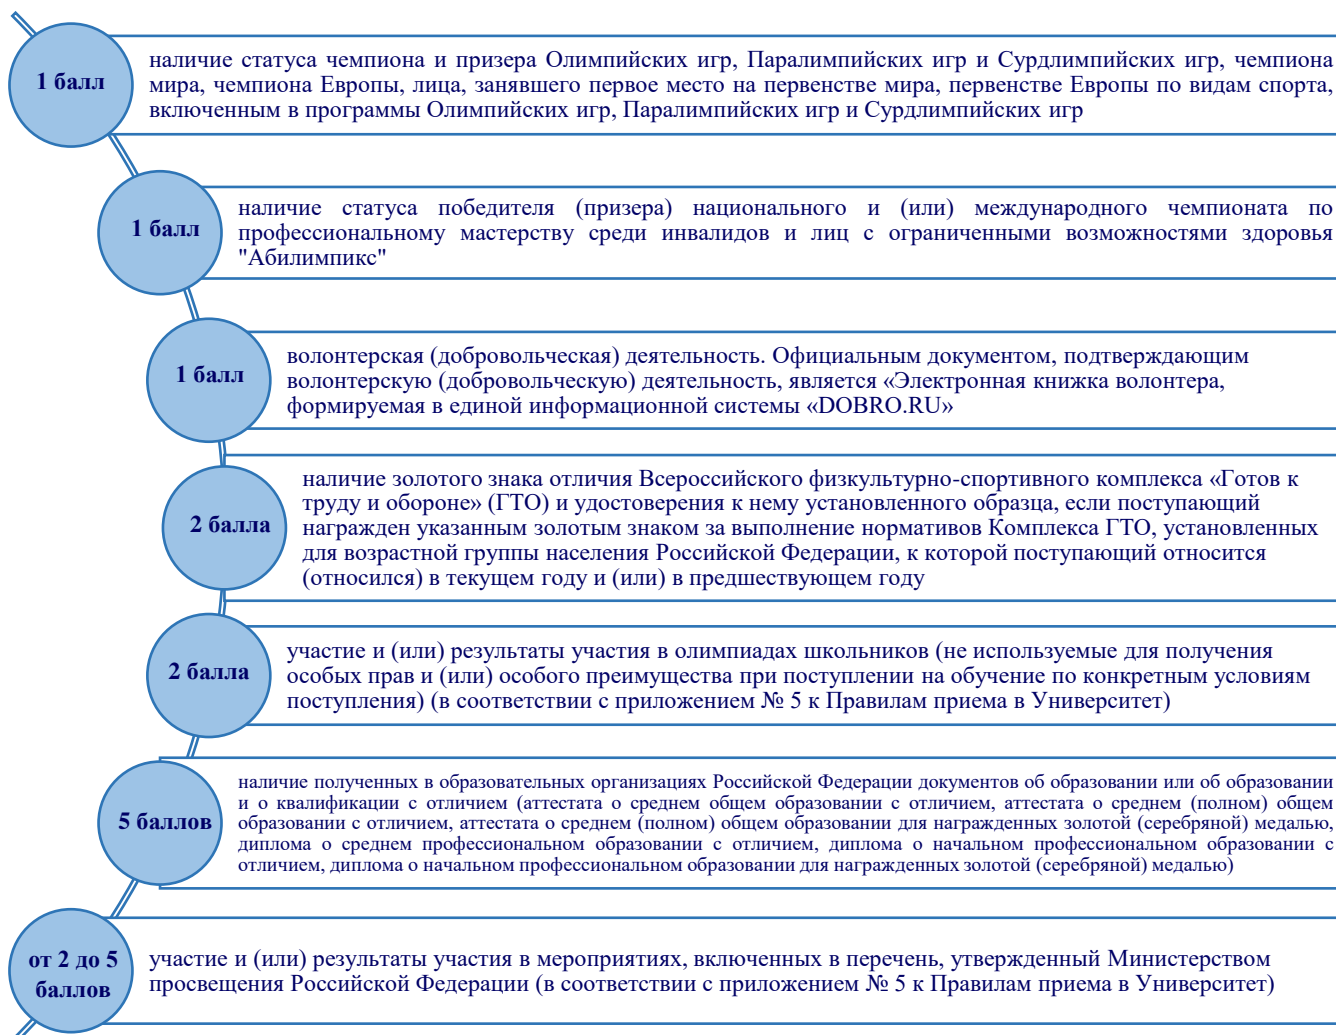 1 балл
наличие статуса чемпиона и призера Олимпийских игр, Паралимпийских игр и Сурдлимпийских игр, чемпиона
мира, чемпиона Европы, лица, занявшего первое место на первенстве мира, первенстве Европы по видам спорта,
включенным в программы Олимпийских игр, Паралимпийских игр и Сурдлимпийских игр
1 балл
наличие статуса победителя (призера) национального и (или) международного чемпионата по
профессиональному мастерству среди инвалидов и лиц с ограниченными возможностями здоровья
"Абилимпикс"
1 балл
волонтерская (добровольческая) деятельность. Официальным документом, подтверждающим
волонтерскую (добровольческую) деятельность, является «Электронная книжка волонтера,
формируемая в единой информационной системы «DOBRO.RU»
2 балла
наличие золотого знака отличия Всероссийского физкультурно-спортивного комплекса «Готов к
труду и обороне» (ГТО) и удостоверения к нему установленного образца, если поступающий
награжден указанным золотым знаком за выполнение нормативов Комплекса ГТО, установленных
для возрастной группы населения Российской Федерации, к которой поступающий относится
(относился) в текущем году и (или) в предшествующем году
2 балла
участие и (или) результаты участия в олимпиадах школьников (не используемые для получения
особых прав и (или) особого преимущества при поступлении на обучение по конкретным условиям
поступления) (в соответствии с приложением № 5 к Правилам приема в Университет)
5 баллов
наличие полученных в образовательных организациях Российской Федерации документов об образовании или об образовании
и о квалификации с отличием (аттестата о среднем общем образовании с отличием, аттестата о среднем (полном) общем
образовании с отличием, аттестата о среднем (полном) общем образовании для награжденных золотой (серебряной) медалью,
диплома о среднем профессиональном образовании с отличием, диплома о начальном профессиональном образовании с
отличием, диплома о начальном профессиональном образовании для награжденных золотой (серебряной) медалью)
от 2 до 5
баллов
участие и (или) результаты участия в мероприятиях, включенных в перечень, утвержденный Министерством
просвещения Российской Федерации (в соответствии с приложением № 5 к Правилам приема в Университет)